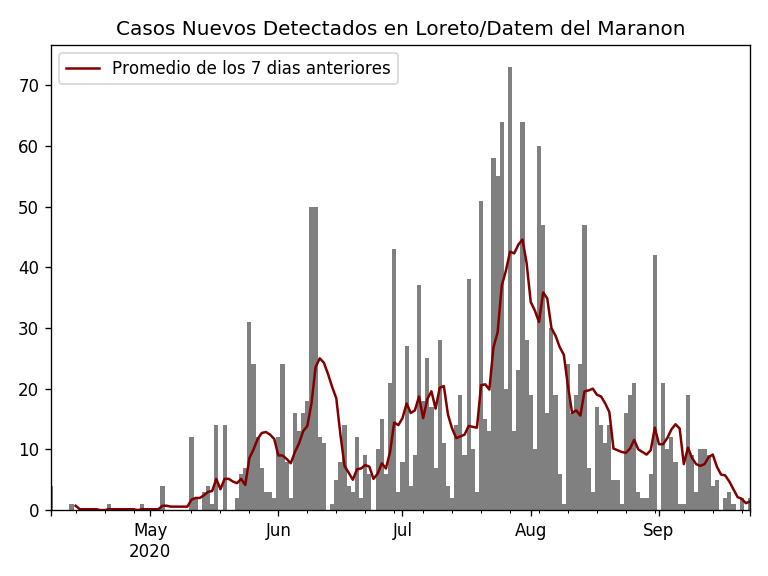 Casos Nuevos Detectados en Loreto/Datem del Maranon
Promedio de los 7 dias anteriores
70
60
50
40
30
20
10
0
May
2020
Jun
Jul
Aug
Sep